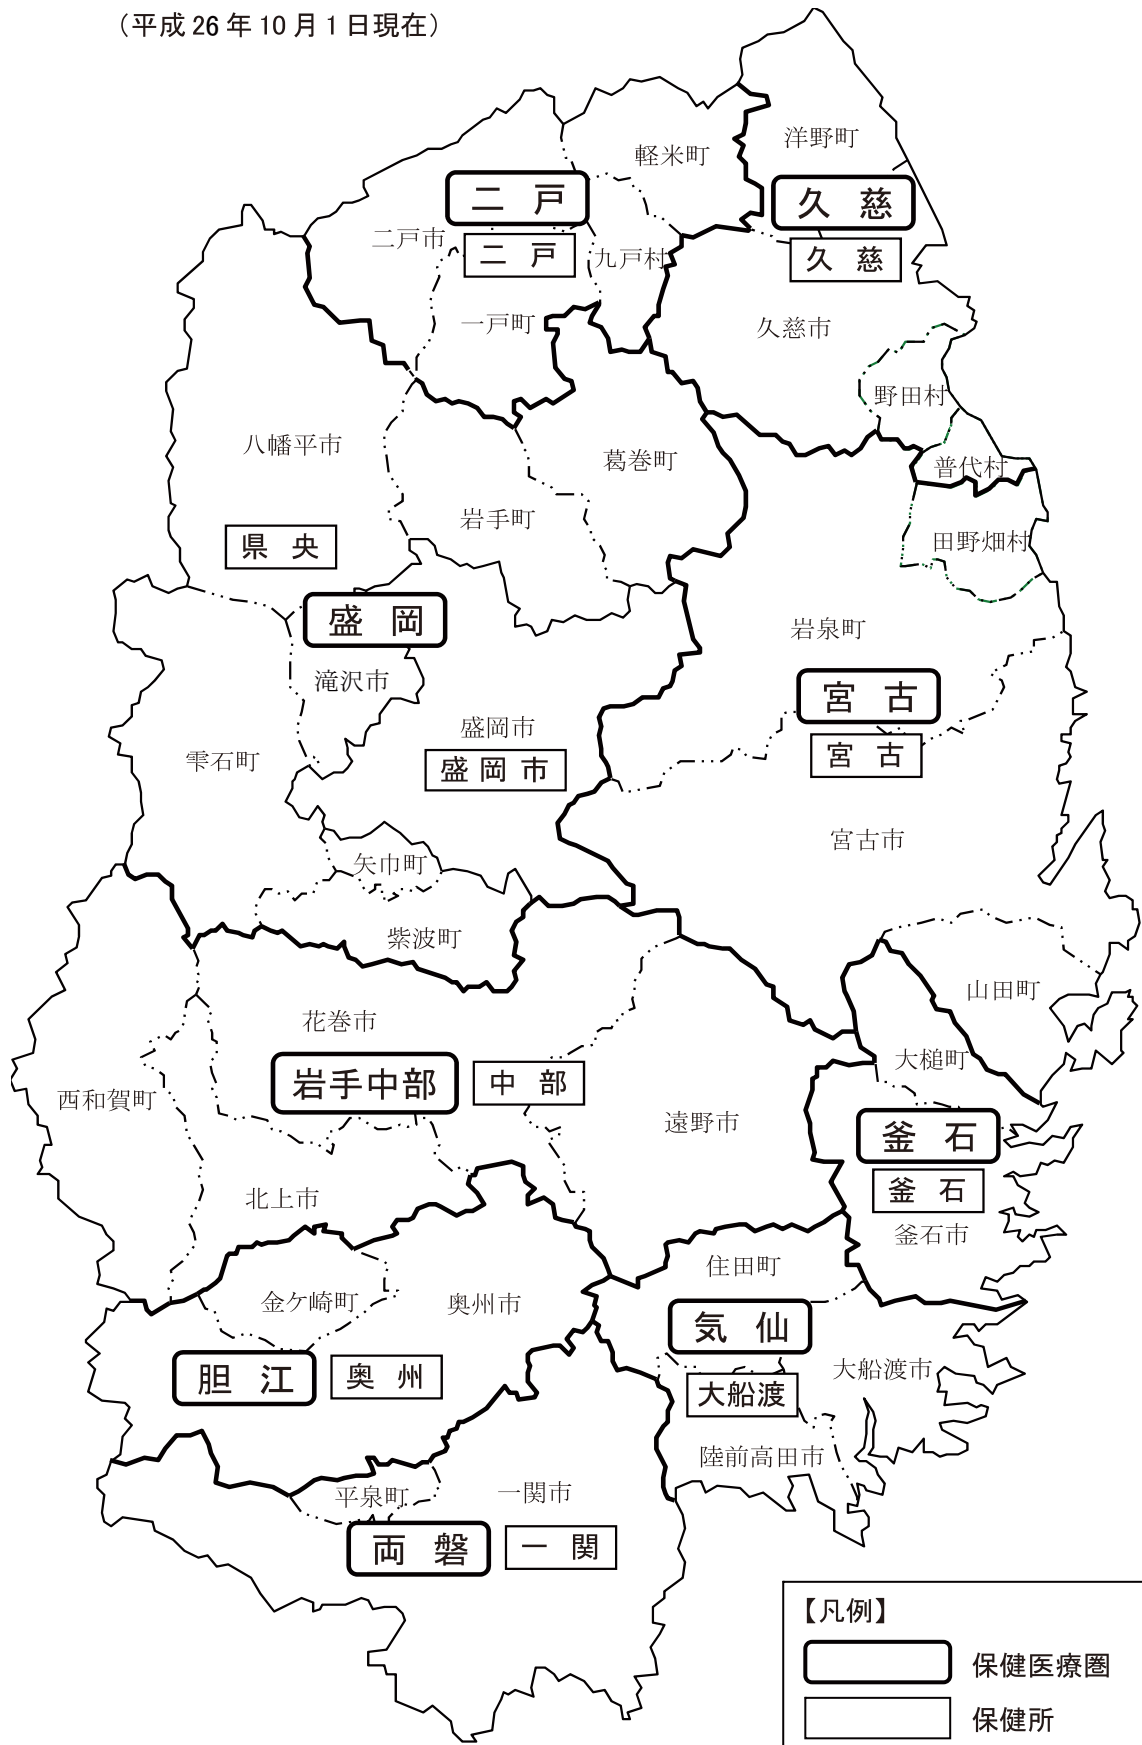 （平成26年10月1日現在）
洋野町
軽米町
二戸
久慈
二戸市
二戸
九戸村
久慈
一戸町
久慈市
野田村
八幡平市
葛巻町
普代村
岩手町
県央
田野畑村
盛岡
岩泉町
滝沢市
宮古
盛岡市
雫石町
盛岡市
宮古
宮古市
矢巾町
紫波町
山田町
花巻市
大槌町
岩手中部
中部
西和賀町
遠野市
釜石
釜石
北上市
釜石市
住田町
金ケ崎町
奥州市
気仙
胆江
奥州
大船渡市
大船渡
陸前高田市
平泉町
一関市
両磐
一関
【凡例】
保健医療圏
保健所